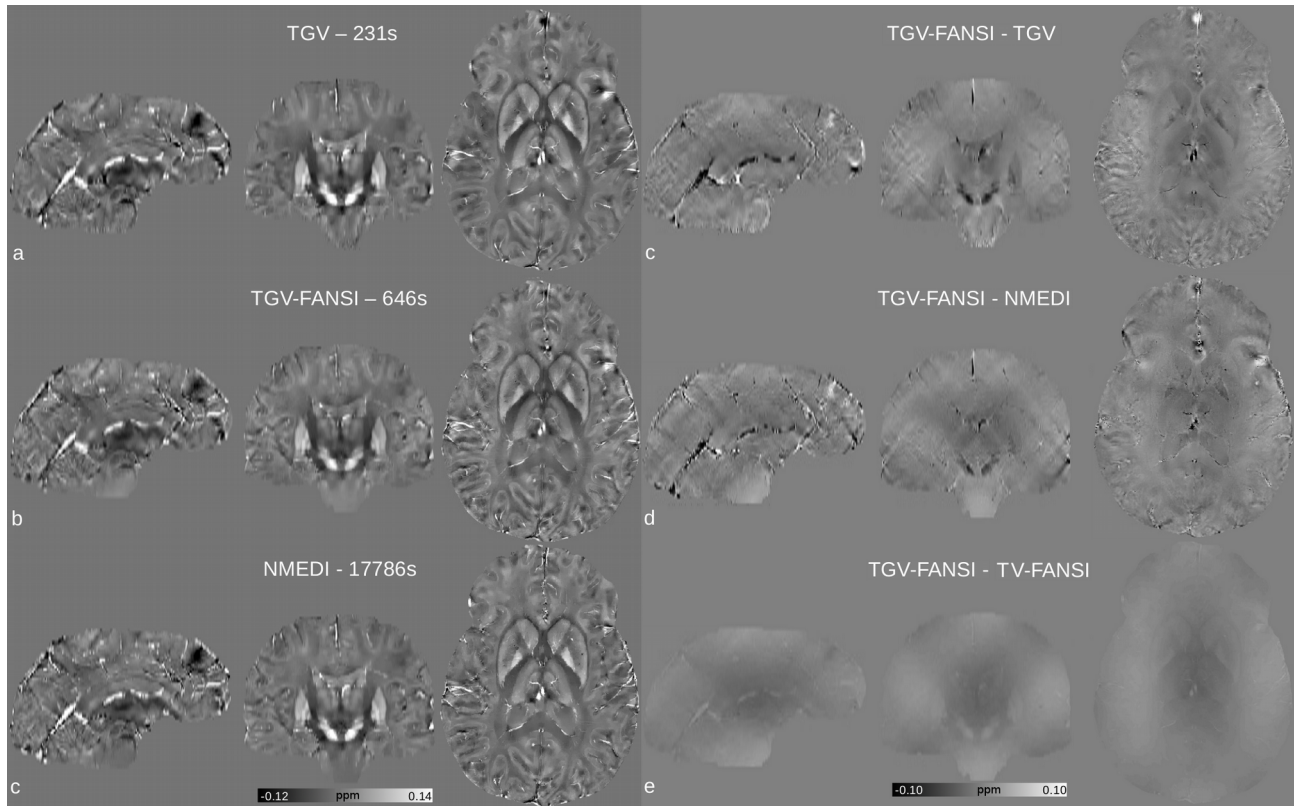 TGV – 231s
a
TGV-FANSI – 646s
b
NMEDI - 17786s
c
-0.12 ppm 0.14
TGV-FANSI - TGV
c
TGV-FANSI - NMEDI
d
TGV-FANSI - TV-FANSI
e
-0.10 ppm 0.10